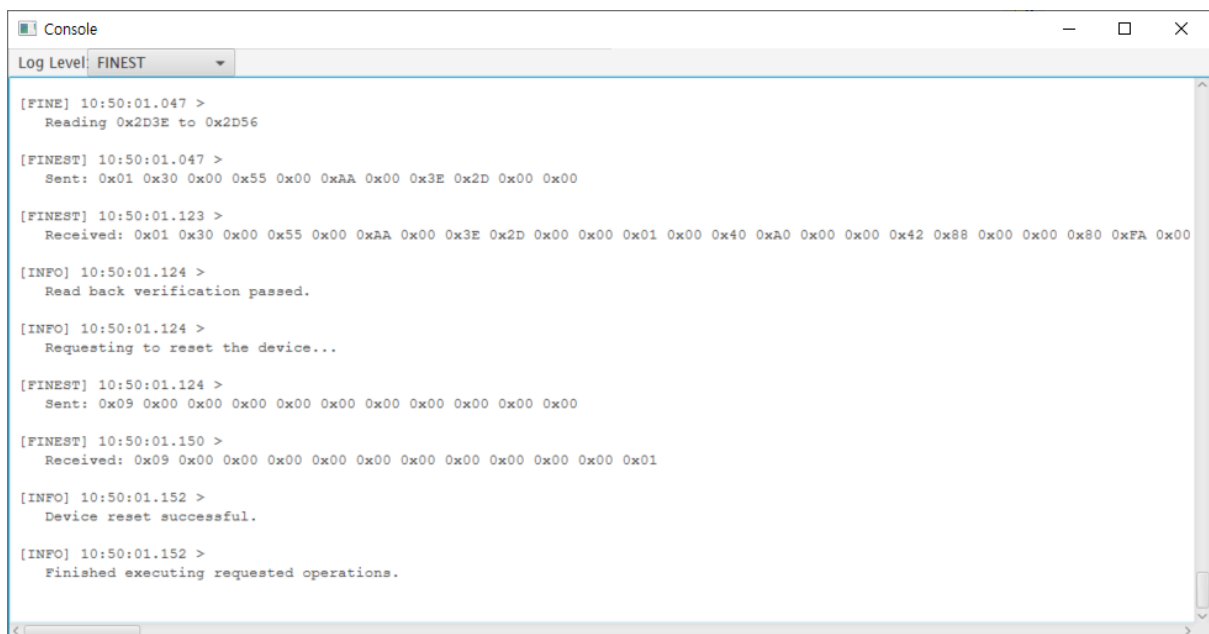 Console
Log Level: FINEST
[FINE] 10:50:01.047 >
Reading 0x2D3E to 0x2D56
[FINEST] 10:50:01.047 >
Sent: 0x01 0x30 0x00 0x55 0x00 0xAA 0x00 0x3E 0x2D 0x00 0x00
[FINEST] 10:50:01.123 >
Received: 0x01 0x30 0x00 0x55 0x00 0xAA 0x00 0x3E 0x2D 0x00 0x00 0x01 0x00 0x40 0xA0 0x00 0x00 0x42 0x88 0x00 0x00 0x80 0xFA 0x00
[INFO] 10:50:01.124 >
Read back verification passed.
[INFO] 10:50:01.124 >
Requesting to reset the device...
[FINEST] 10:50:01.124 >
Sent: 0x09 0x00 0x00 0x00 0x00 0x00 0x00 0x00 0x00 0x00 0x00
[FINEST] 10:50:01.150 >
Received: 0x09 0x00 0x00 0x00 0x00 0x00 0x00 0x00 0x00 0x00 0x00 0x01
[INFO] 10:50:01.152 >
Device reset successful.
[INFO] 10:50:01.152 >
Finished executing requested operations.